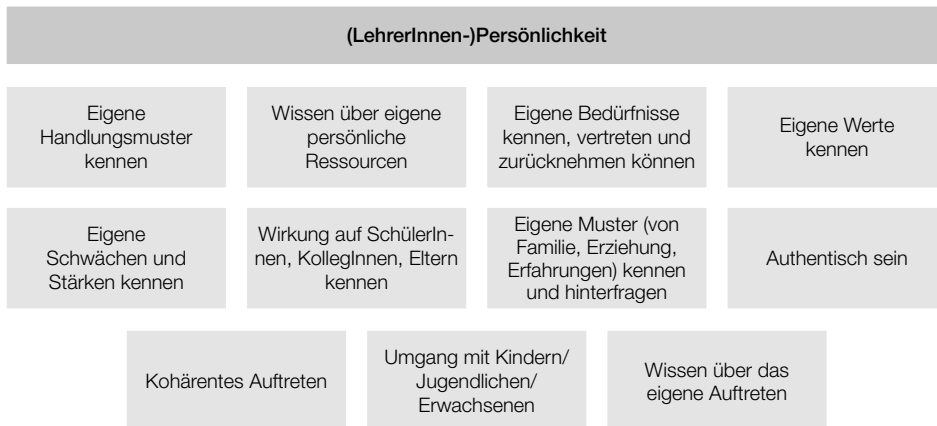 (LehrerInnen-)Persönlichkeit
Eigene
Handlungsmuster
kennen
Wissen über eigene
persönliche
Ressourcen
Eigene Bedürfnisse
kennen, vertreten und
zurücknehmen können
Eigene Werte
kennen
Eigene
Schwächen und
Stärken kennen
Wirkung auf SchülerIn-
nen, KollegInnen, Eltern
kennen
Eigene Muster (von
Familie, Erziehung,
Erfahrungen) kennen
und hinterfragen
Authentisch sein
Kohärentes Auftreten
Umgang mit Kindern/
Jugendlichen/
Erwachsenen
Wissen über das
eigene Auftreten